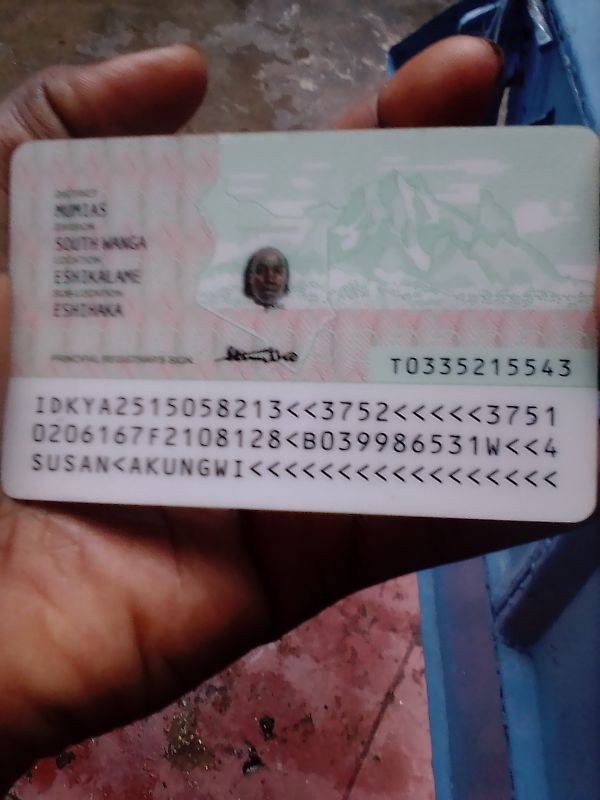 DISTRICT
MUMIAS
DIVISION
SOUTH WANGA
LOCATION
ESHIKALAME
SUB-LOCATION
ESHIHAKA
PRINCIPAL REGISTRAR'S SIGN.
T0335215543
IDKYA2515058213<<3752<<<<<3751
0206167F2108128<B039986531W<<4
SUSAN<AKUNGWI<<<<<<<<<<<<<<<<<